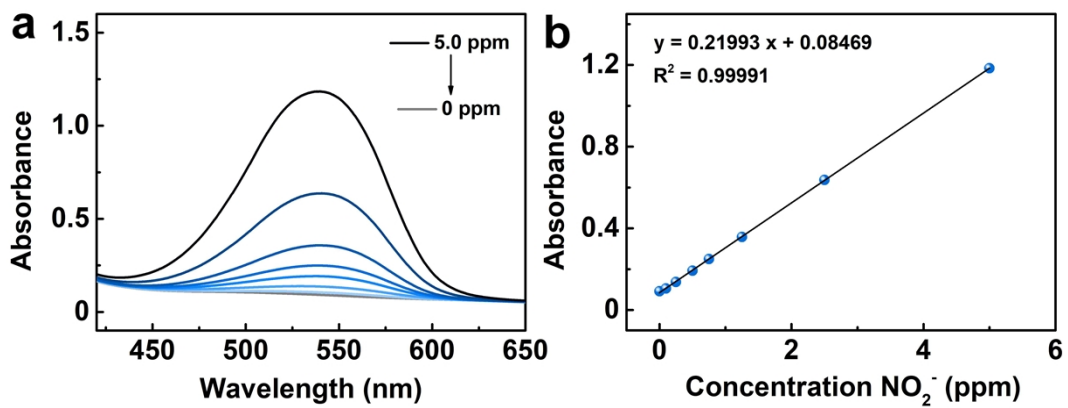 a
5.0 ppm
0 ppm
1.5
1.0
0.5
0
Absorbance
450 500 550 600 650
Wavelength (nm)
b
y = 0.21993 x + 0.08469
R² = 0.99991
1.2
0.8
0.4
0
Absorbance
0 2 4 6
Concentration NO₂⁻ (ppm)